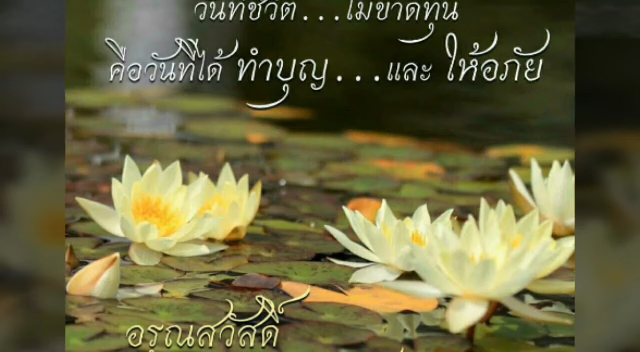 วันที่ชีวิต...ไม่ขาดทุน
คือวันที่ได้ ทำบุญ...และ ให้อภัย
อรุณสวัสดิ์